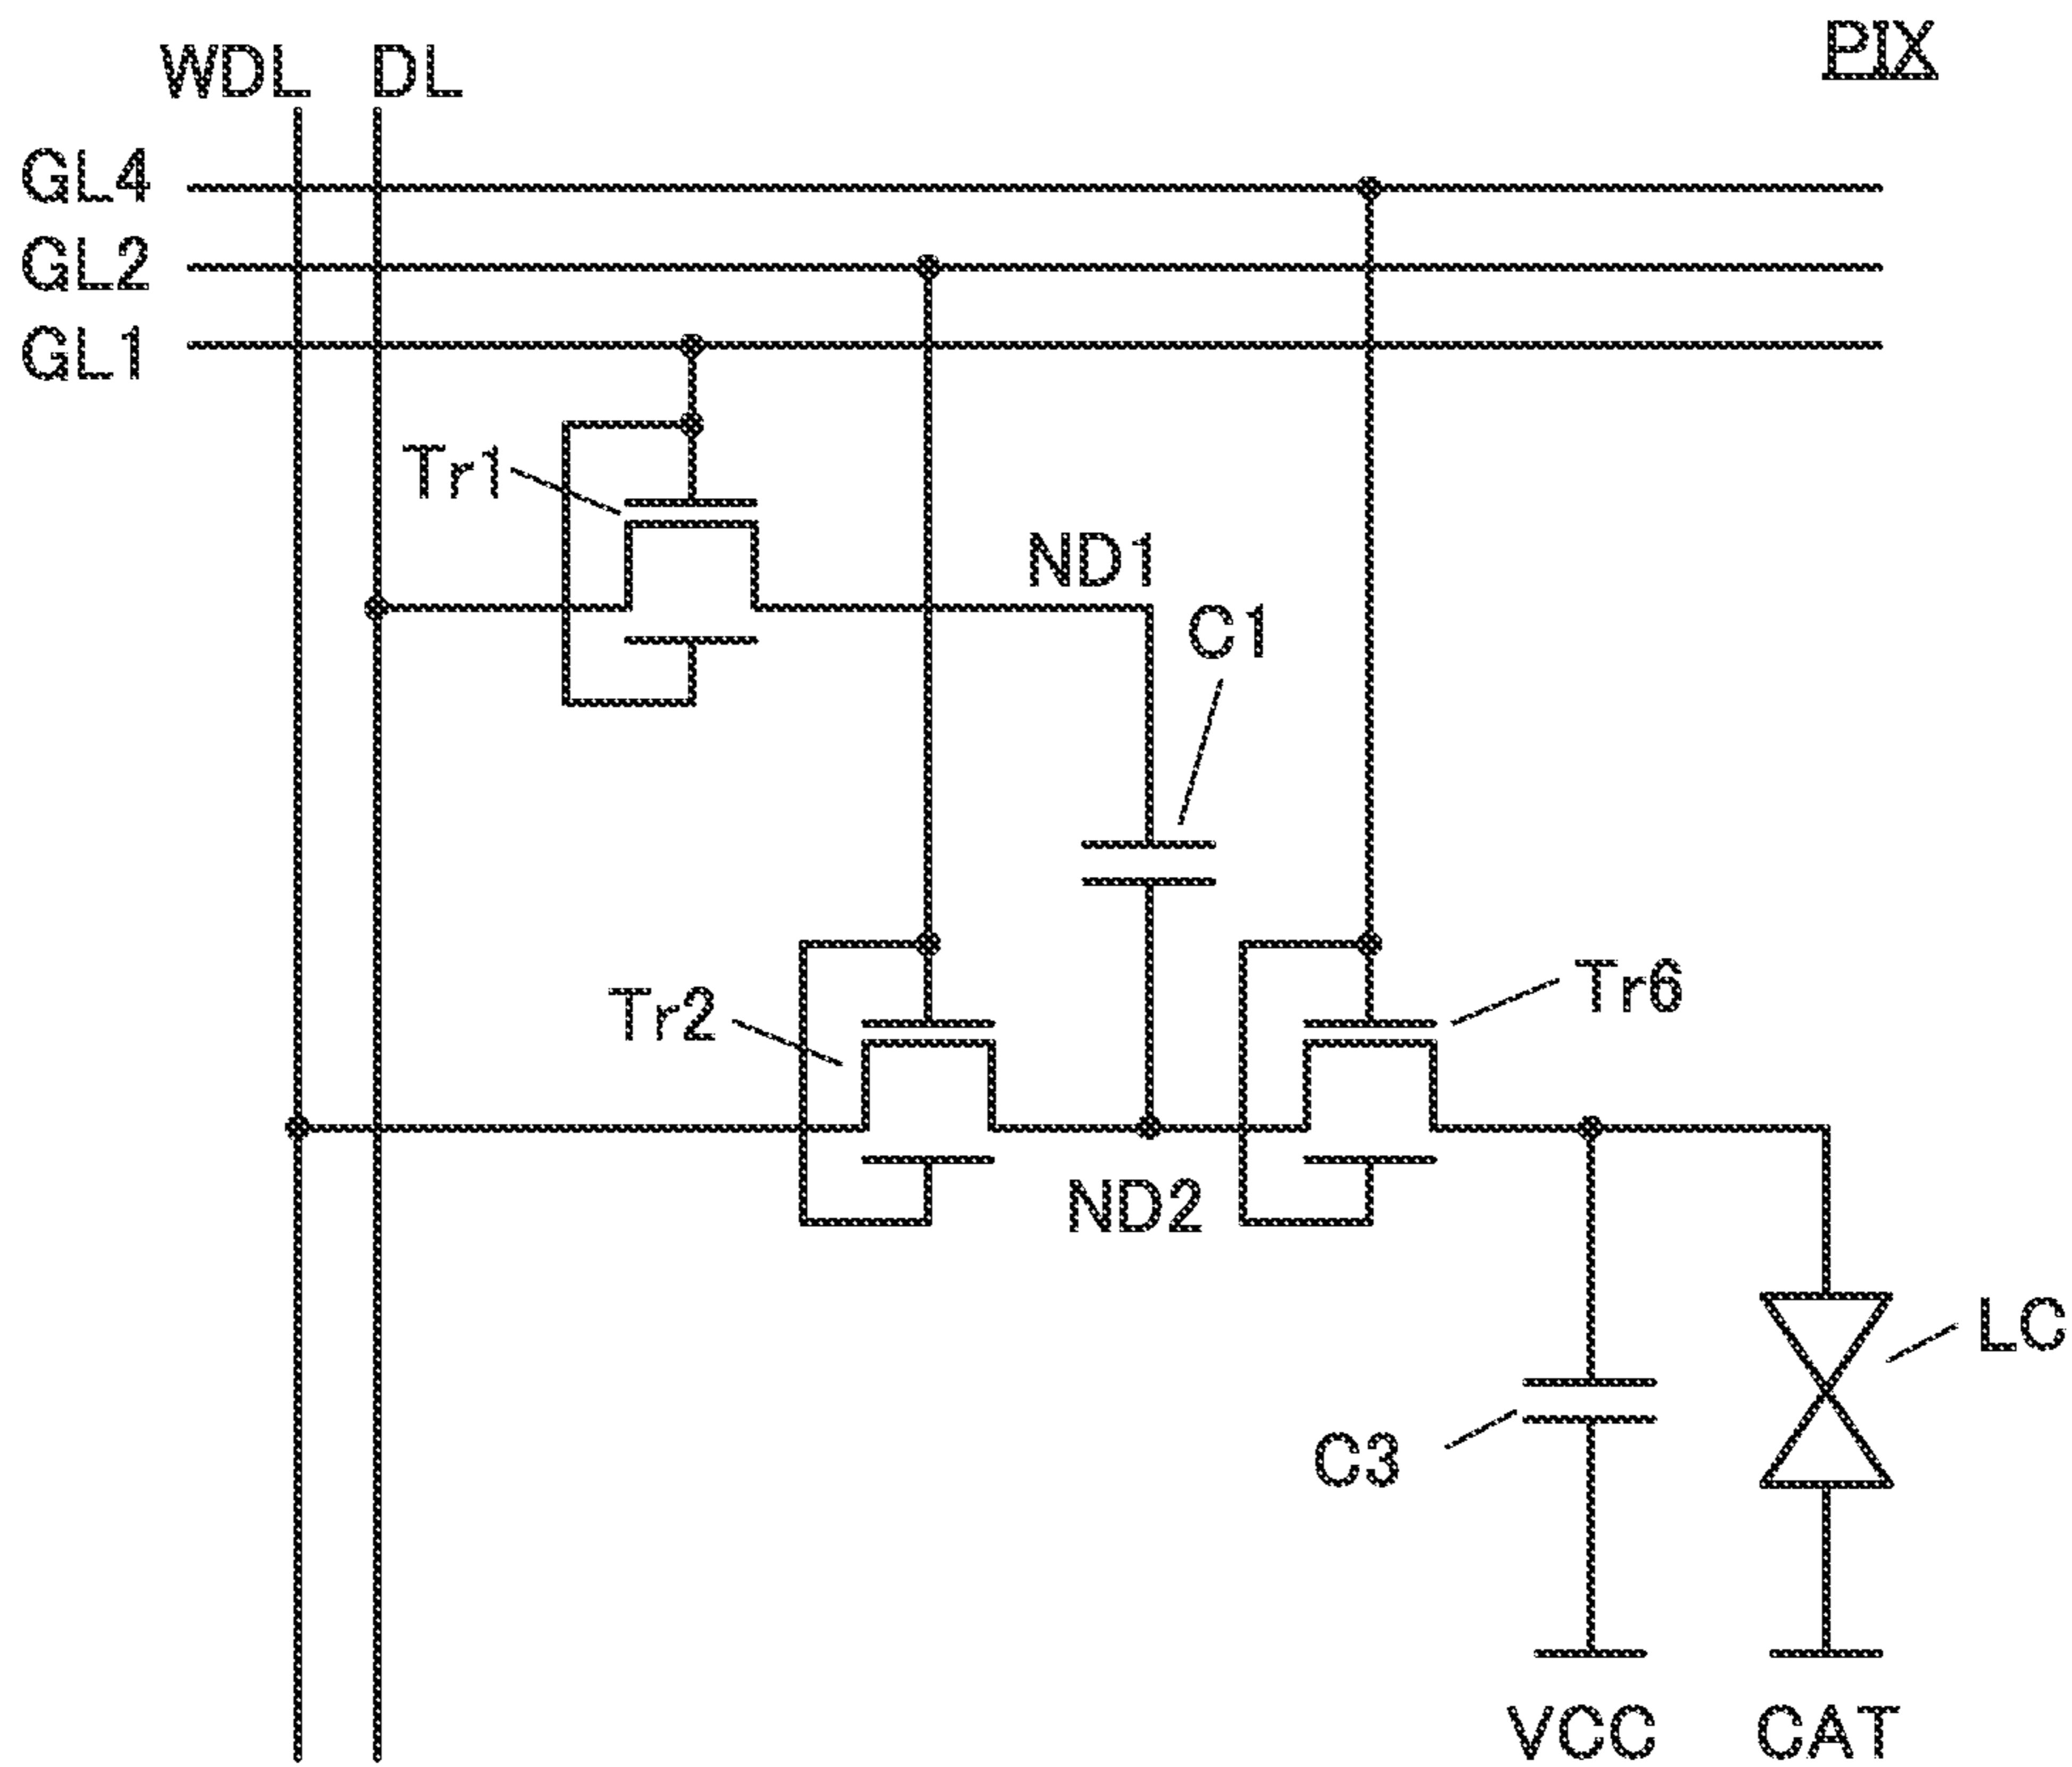 WDL DL PIX
GL4
GL2
GL1
Tr1
ND1
C1
Tr2
Tr6
ND2
LC
C3
VCC CAT